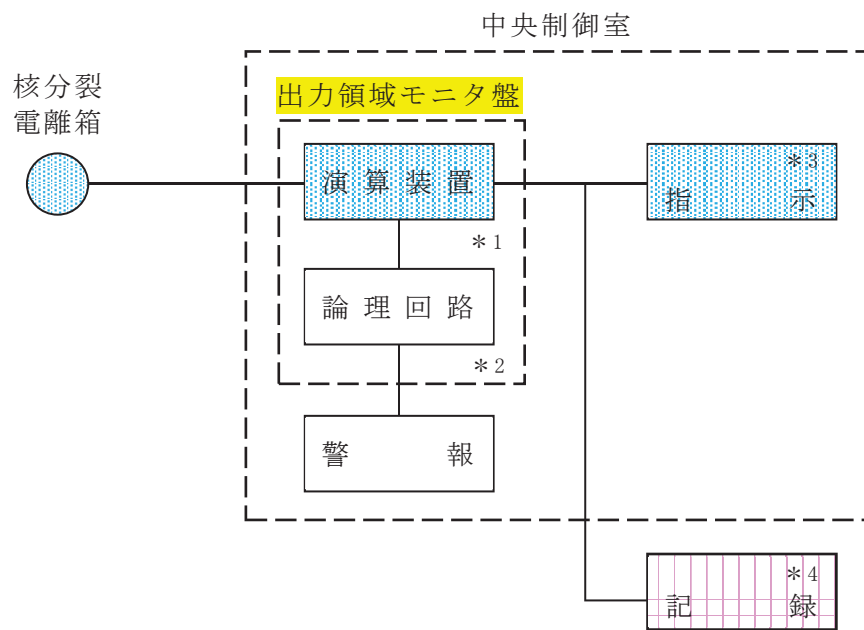 中央制御室
核分裂
電離箱
出力領域モニタ盤
演算装置
*3
指示
*1
論理回路
*2
警報
*4
記録